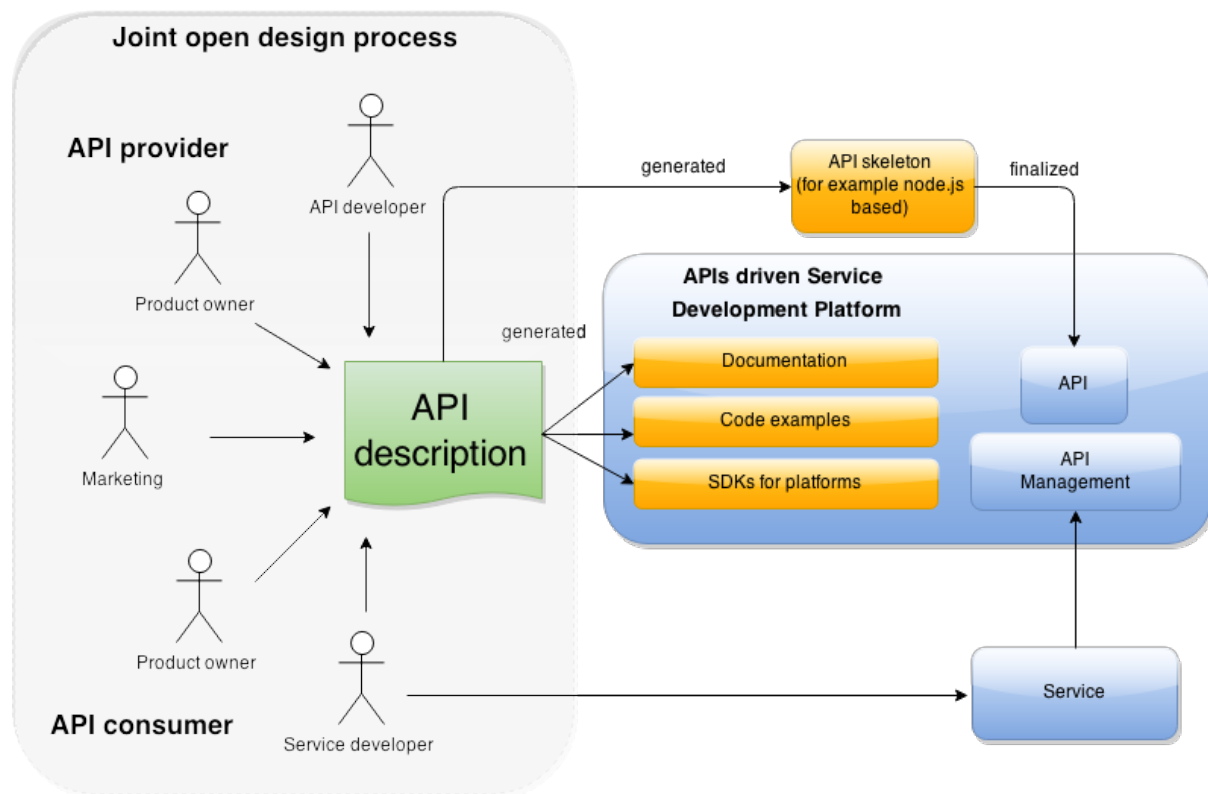 Joint open design process
API provider
API developer
Product owner
Marketing
Product owner
API consumer
Service developer
API
description
generated
generated
API skeleton
(for example node.js
based)
finalized
APIs driven Service
Development Platform
Documentation
Code examples
SDKs for platforms
API
API
Management
Service